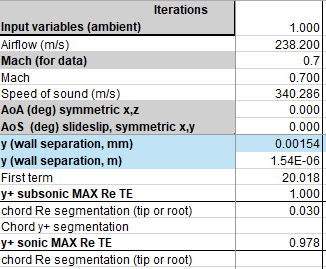 Iterations
Input variables (ambient) 1.000
Airflow (m/s) 238.200
Mach (for data) 0.7
Mach 0.700
Speed of sound (m/s) 340.286
AoA (deg) symmetric x,z 0.000
AoS (deg) slideslip, symmetric x,y 0.000
y (wall separation, mm) 0.00154
y (wall separation, m) 1.54E-06
First term 20.018
y+ subsonic MAX Re TE 1.000
chord Re segmentation (tip or root) 0.030
Chord y+ segmentation
y+ sonic MAX Re TE 0.978
chord Re segmentation (tip or root)